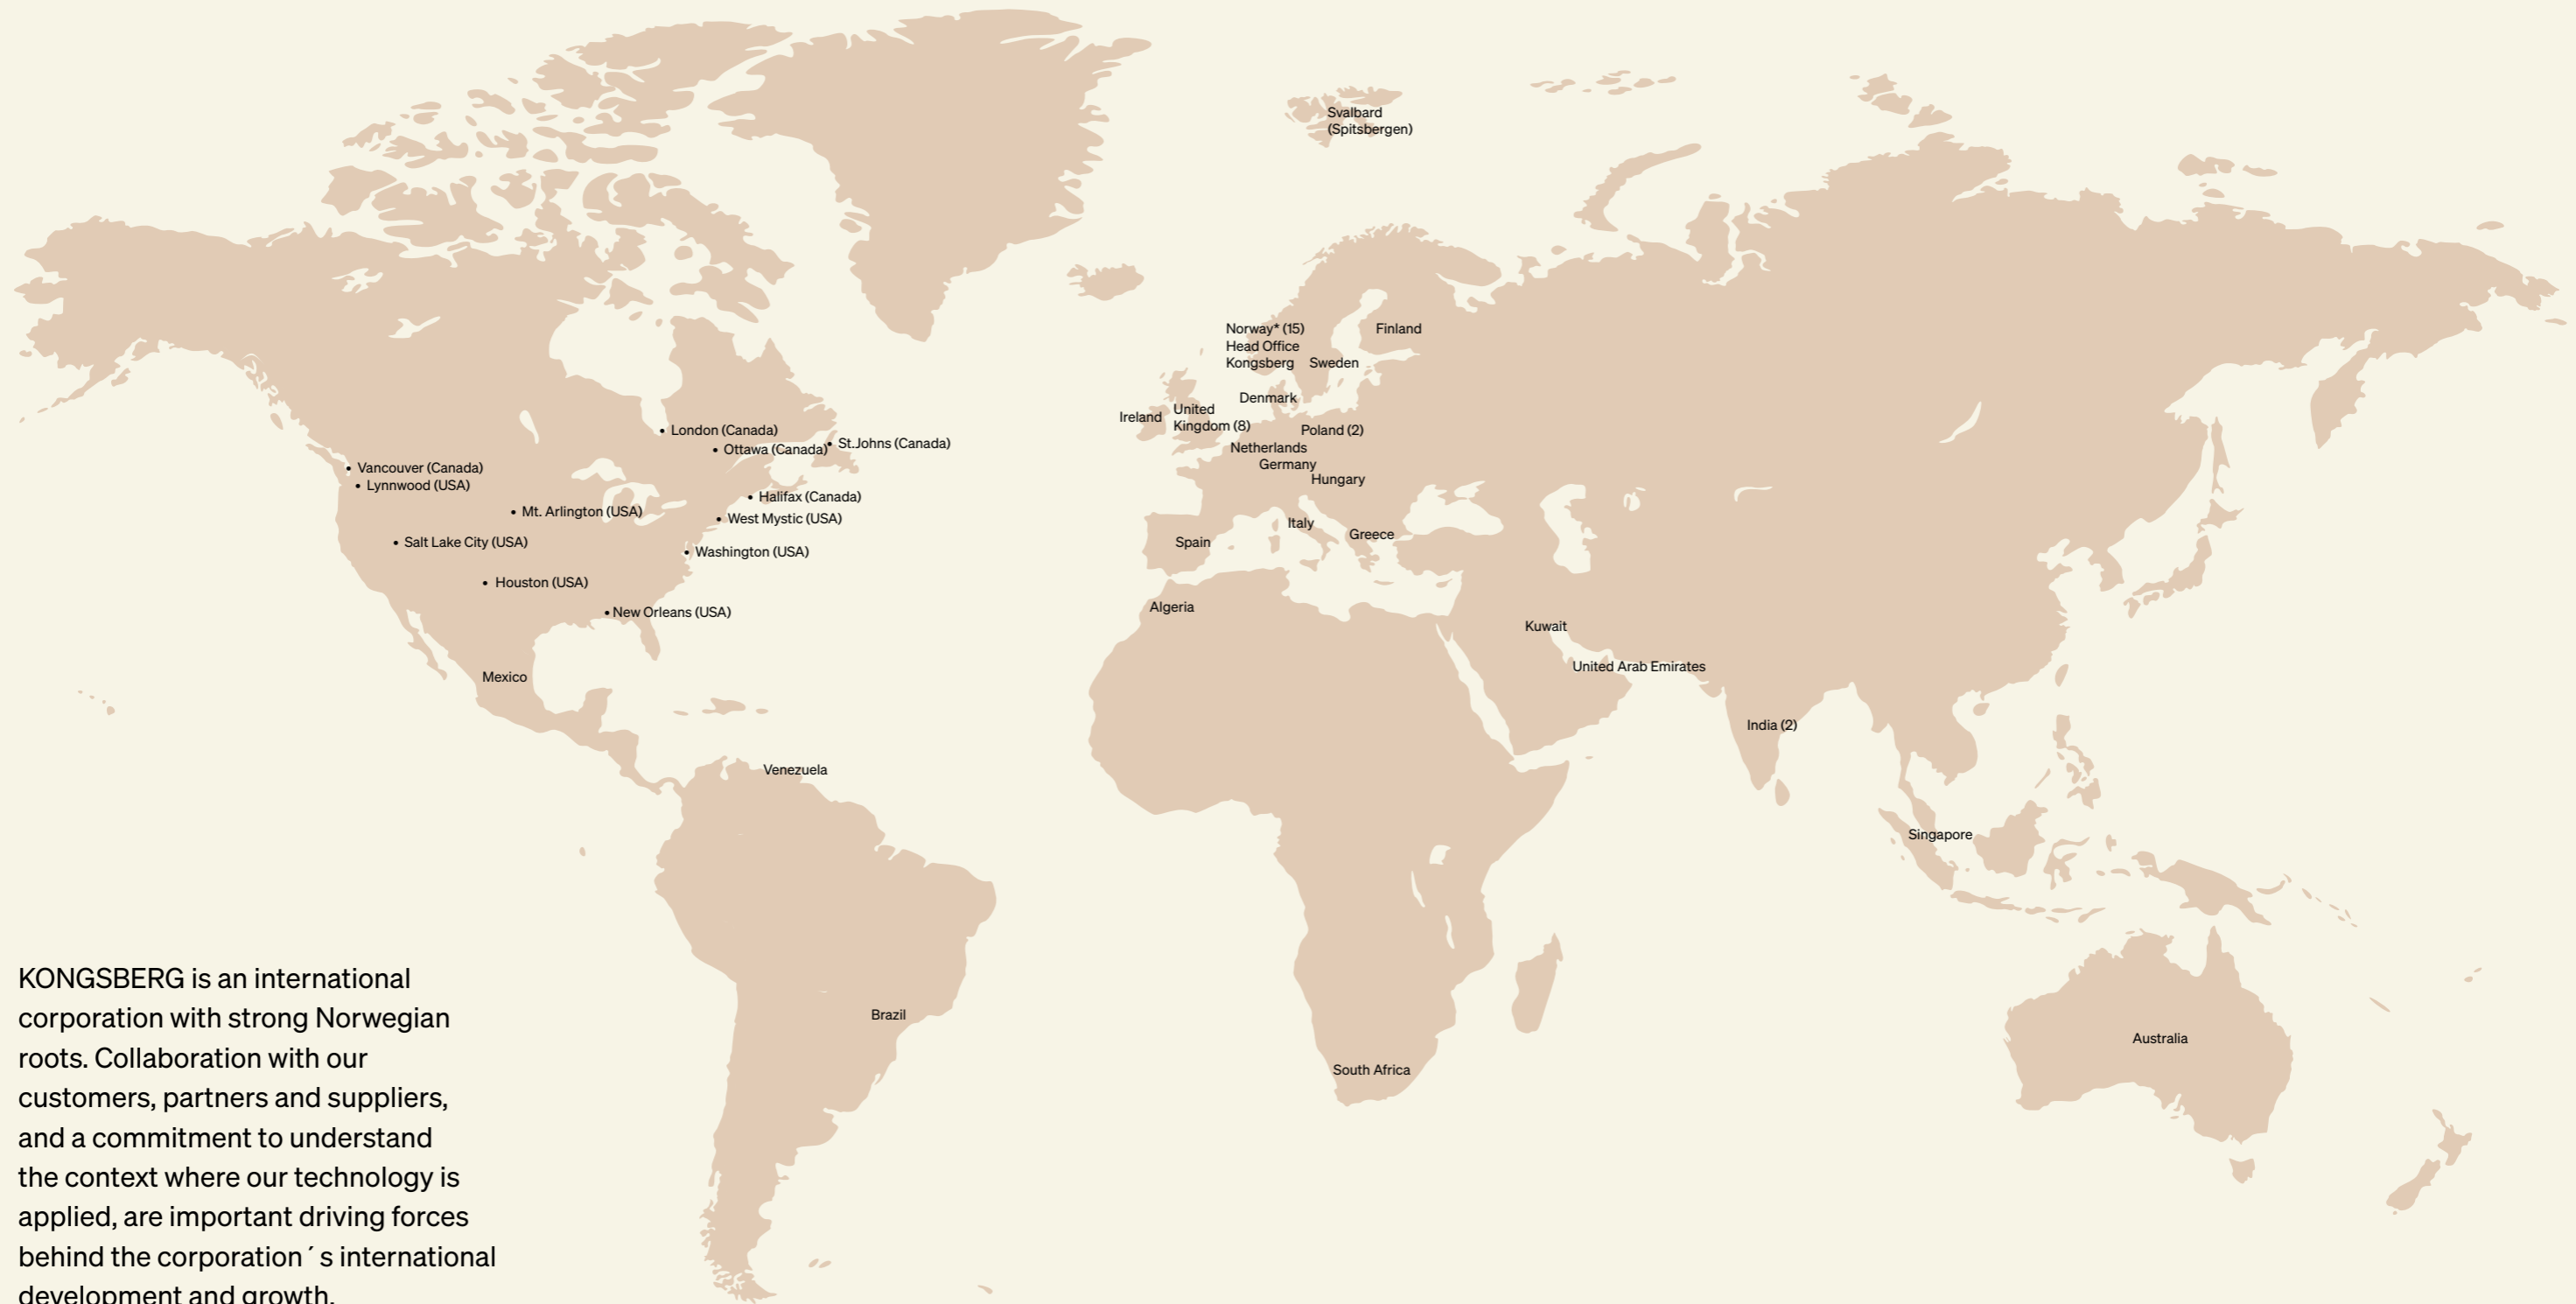 Svalbard
(Spitsbergen)
Norway* (15)
Head Office
Kongsberg
Finland
Sweden
Denmark
Ireland
United
Kingdom (8)
Poland (2)
Netherlands
Germany
Hungary
Italy
Greece
Spain
London (Canada)
Ottawa (Canada)
St.Johns (Canada)
Vancouver (Canada)
Lynnwood (USA)
Halifax (Canada)
Mt. Arlington (USA)
West Mystic (USA)
Salt Lake City (USA)
Washington (USA)
Houston (USA)
New Orleans (USA)
Mexico
Algeria
Kuwait
United Arab Emirates
India (2)
Venezuela
Singapore
Brazil
South Africa
Australia
KONGSBERG is an international
corporation with strong Norwegian
roots. Collaboration with our
customers, partners and suppliers,
and a commitment to understand
the context where our technology is
applied, are important driving forces
behind the corporation´s international
development and growth.